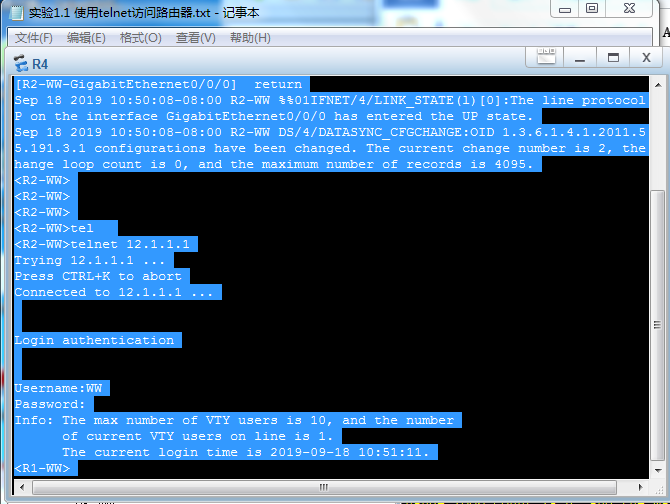 实验1.1 使用telnet访问路由器.txt - 记事本
文件(F) 编辑(E) 格式(O) 查看(V) 帮助(H)
R4
[R2-WW-GigabitEthernet0/0/0] return
Sep 18 2019 10:50:08-08:00 R2-WW %%01IFNET/4/LINK_STATE(l)[0]:The line protocol
P on the interface GigabitEthernet0/0/0 has entered the UP state.
Sep 18 2019 10:50:08-08:00 R2-WW DS/4/DATASYNC_CFGCHANGE:OID 1.3.6.1.4.1.2011.5
5.191.3.1 configurations have been changed. The current change number is 2, the
hange loop count is 0, and the maximum number of records is 4095.
<R2-WW>
<R2-WW>
<R2-WW>
<R2-WW>tel
<R2-WW>telnet 12.1.1.1
Trying 12.1.1.1 ...
Press CTRL+K to abort
Connected to 12.1.1.1 ...
Login authentication
Username:WW
Password:
Info: The max number of VTY users is 10, and the number
of current VTY users on line is 1.
The current login time is 2019-09-18 10:51:11.
<R1-WW>